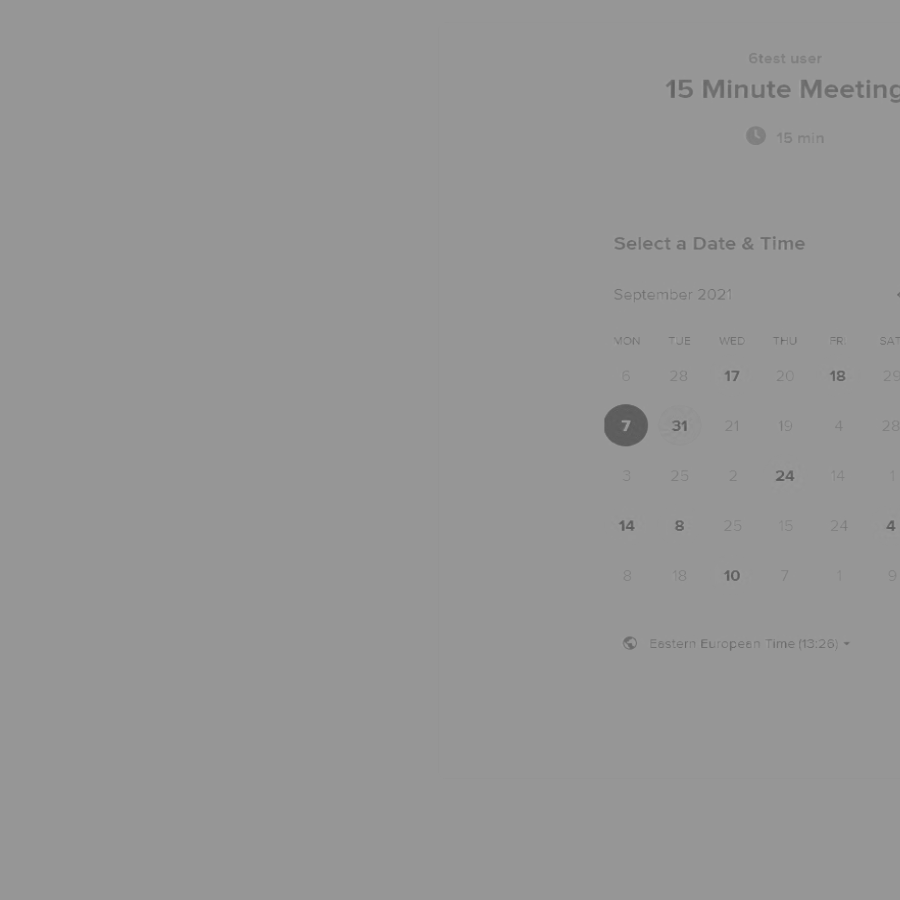 6test user
15 Minute Meeting
15 min
Select a Date & Time
September 2021
MON TUE WED THU FRI SAT
6 28 17 20 18 29
7 31 21 19 4 28
3 25 2 24 14 1
14 8 25 15 24 4
8 18 10 7 1 9
Eastern European Time (13:26)